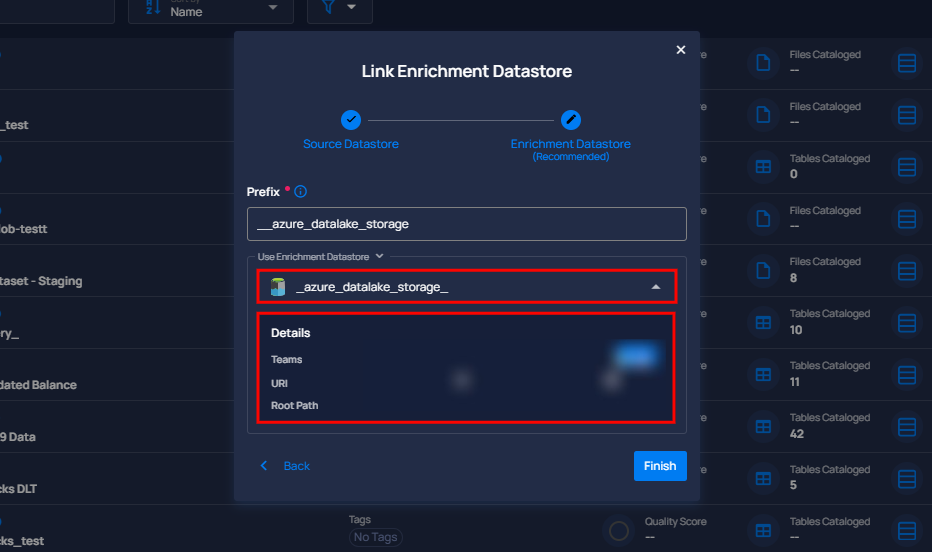 Sort by
Name
Link Enrichment Datastore
Source Datastore
Enrichment Datastore
(Recommended)
Prefix *
__azure_datalake_storage
Use Enrichment Datastore
_azure_datalake_storage_
Details
Teams
URI
Root Path
Back
Finish
_test
ob-testt
taset - Staging
ry_
dated Balance
9 Data
cks DLT
cks_test
Tags
No Tags
Quality Score
--
Files Cataloged
--
Files Cataloged
--
Tables Cataloged
0
Files Cataloged
--
Files Cataloged
8
Tables Cataloged
10
Tables Cataloged
11
Tables Cataloged
42
Tables Cataloged
5
Tables Cataloged
--